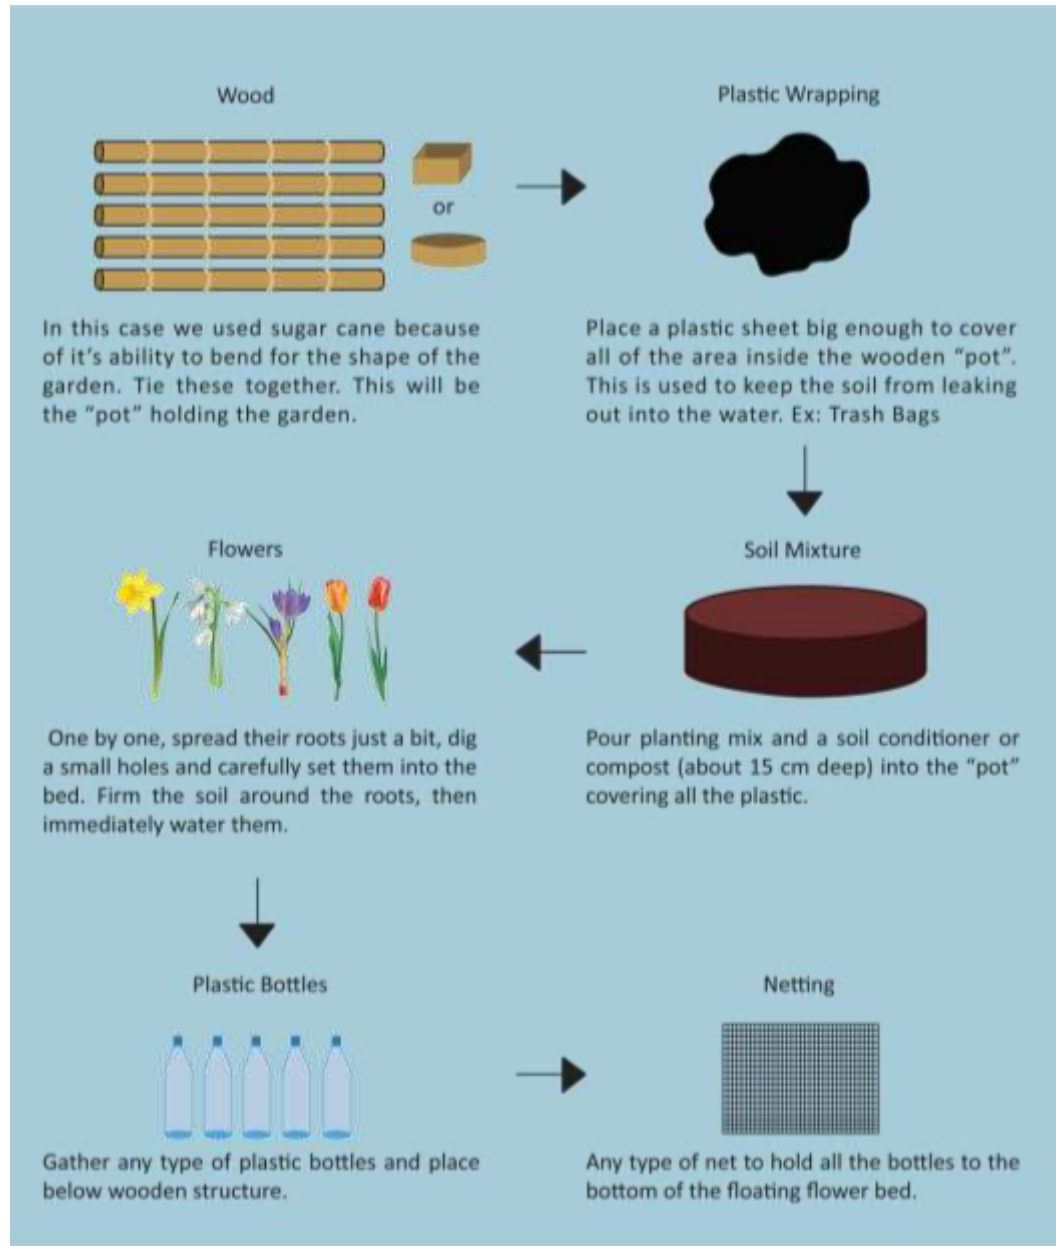 Wood
or
In this case we used sugar cane because
of it's ability to bend for the shape of the
garden. Tie these together. This will be
the “pot” holding the garden.
Plastic Wrapping
Place a plastic sheet big enough to cover
all of the area inside the wooden “pot”.
This is used to keep the soil from leaking
out into the water. Ex: Trash Bags
Soil Mixture
Pour planting mix and a soil conditioner or
compost (about 15 cm deep) into the “pot”
covering all the plastic.
Flowers
One by one, spread their roots just a bit, dig
a small holes and carefully set them into the
bed. Firm the soil around the roots, then
immediately water them.
Plastic Bottles
Gather any type of plastic bottles and place
below wooden structure.
Netting
Any type of net to hold all the bottles to the
bottom of the floating flower bed.